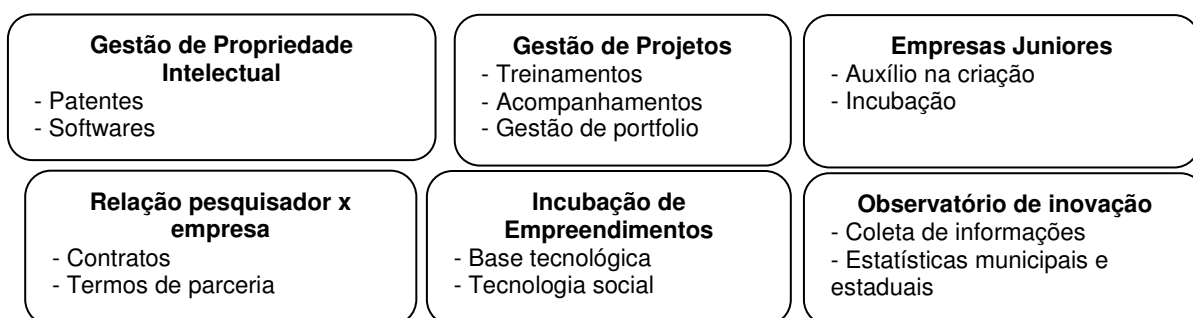 Gestão de Propriedade
Intelectual
- Patentes
- Softwares
Gestão de Projetos
- Treinamentos
- Acompanhamentos
- Gestão de portfolio
Empresas Juniores
- Auxílio na criação
- Incubação
Relação pesquisador x
empresa
- Contratos
- Termos de parceria
Incubação de
Empreendimentos
- Base tecnológica
- Tecnologia social
Observatório de inovação
- Coleta de informações
- Estatísticas municipais e
estaduais